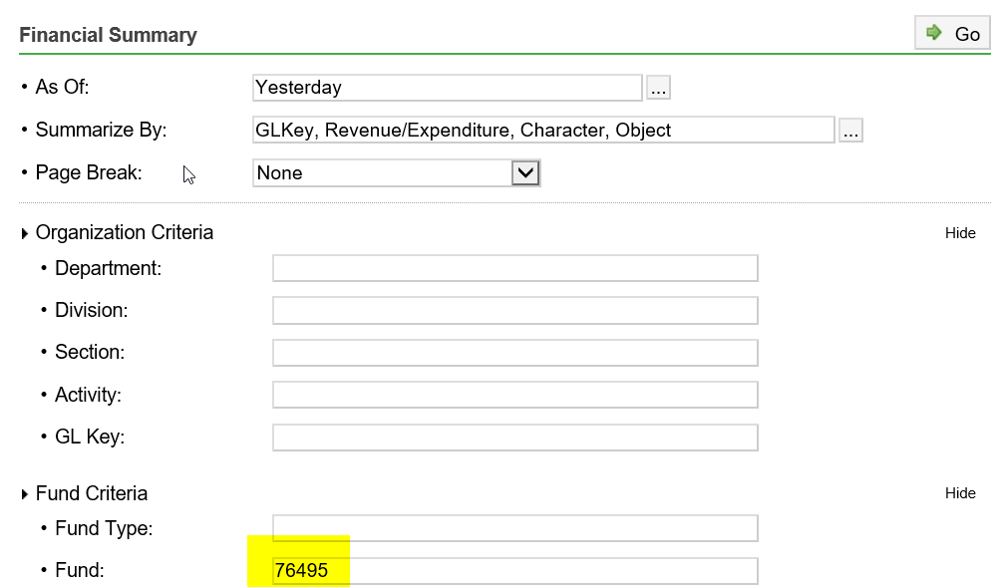 Financial Summary
Go
• As Of:
Yesterday
...
• Summarize By:
GLKey, Revenue/Expenditure, Character, Object
...
• Page Break:
None
Organization Criteria
Hide
• Department:
• Division:
• Section:
• Activity:
• GL Key:
Fund Criteria
Hide
• Fund Type:
• Fund:
76495